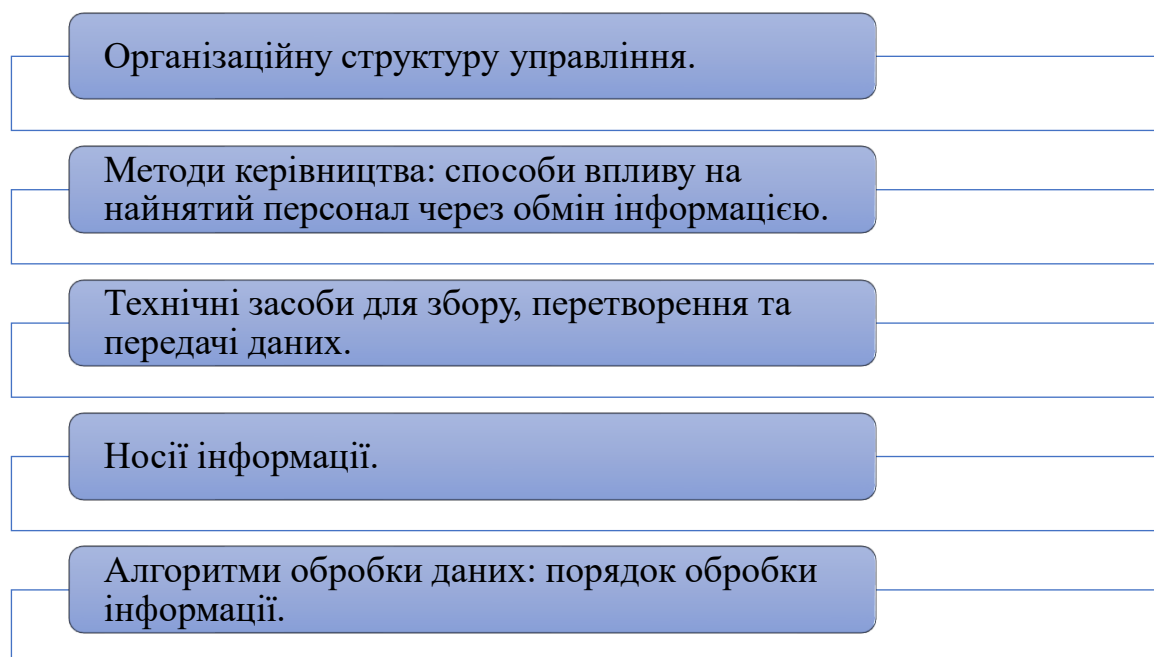 Організаційну структуру управління.
Методи керівництва: способи впливу на
найнятий персонал через обмін інформацією.
Технічні засоби для збору, перетворення та
передачі даних.
Носії інформації.
Алгоритми обробки даних: порядок обробки
інформації.